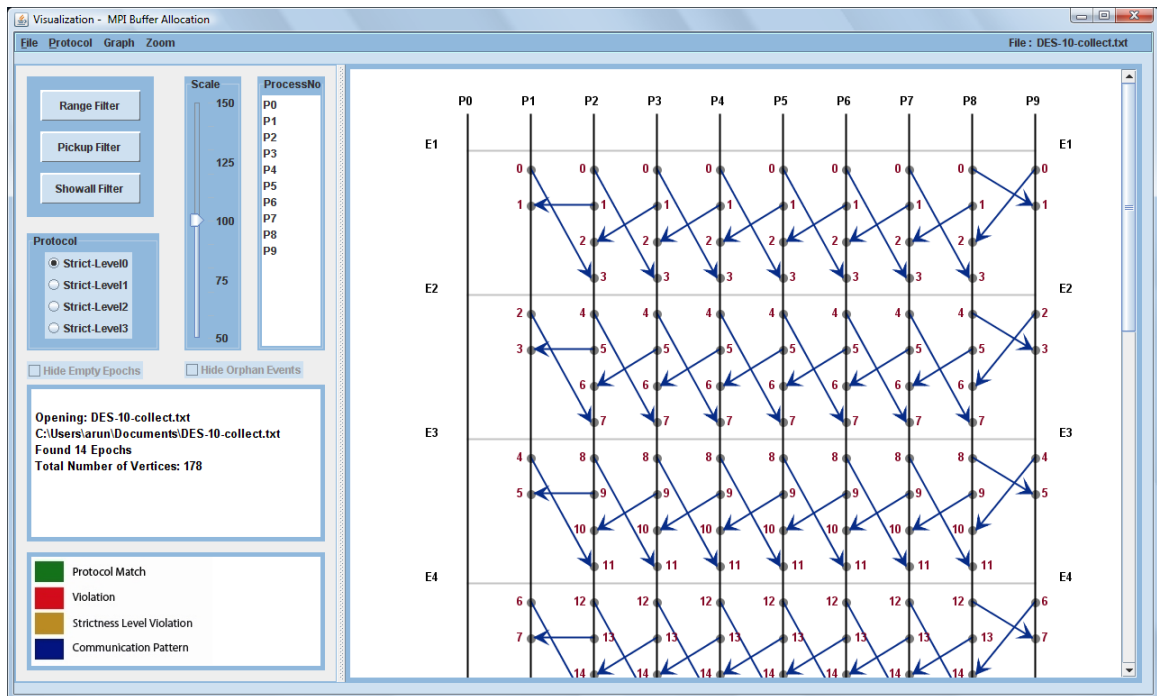 Visualization - MPI Buffer Allocation
File Protocol Graph Zoom File : DES-10-collect.txt
Range Filter
Pickup Filter
Showall Filter
Scale
150
125
100
75
50
ProcessNo
P0
P1
P2
P3
P4
P5
P6
P7
P8
P9
Protocol
Strict-Level0
Strict-Level1
Strict-Level2
Strict-Level3
Hide Empty Epochs Hide Orphan Events
Opening: DES-10-collect.txt
C:\Users\arun\Documents\DES-10-collect.txt
Found 14 Epochs
Total Number of Vertices: 178
Protocol Match
Violation
Strictness Level Violation
Communication Pattern
P0 P1 P2 P3 P4 P5 P6 P7 P8 P9
E1 E1
0 0 0 0 0 0 0 0 0
1 1 1 1 1 1 1 1 1
2 2 2 2 2 2 2
3 3 3 3 3 3 3
E2 E2
2 4 4 4 4 4 4 4 2
3 5 5 5 5 5 5 5 3
6 6 6 6 6 6 6
7 7 7 7 7 7 7
E3 E3
4 8 8 8 8 8 8 8 4
5 9 9 9 9 9 9 9 5
10 10 10 10 10 10 10
11 11 11 11 11 11 11
E4 E4
6 12 12 12 12 12 12 12 6
7 13 13 13 13 13 13 13 7
14 14 14 14 14 14 14